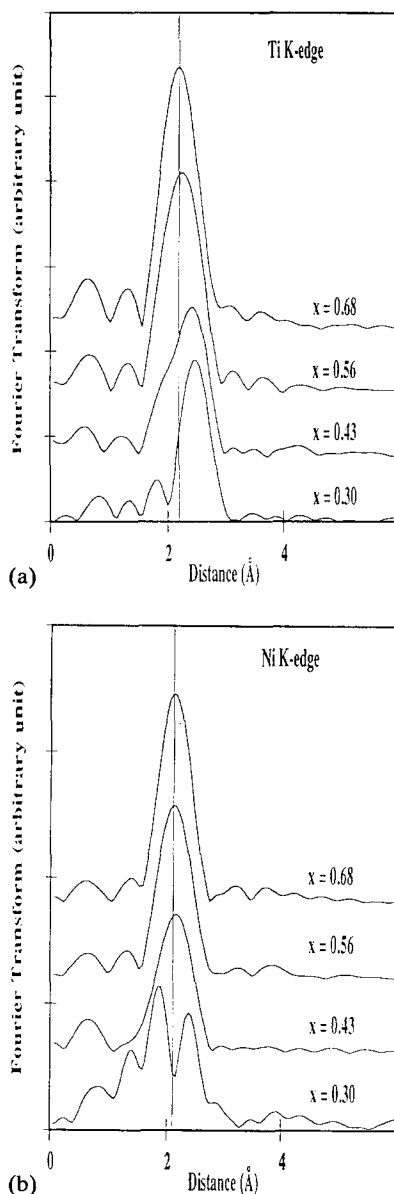 Ti K-edge
Fourier Transform (arbitrary unit)
x = 0.68
x = 0.56
x = 0.43
x = 0.30
0 2 4
Distance (Å)
(a)
Ni K-edge
Fourier Transform (arbitrary unit)
x = 0.68
x = 0.56
x = 0.43
x = 0.30
0 2 4
Distance (Å)
(b)